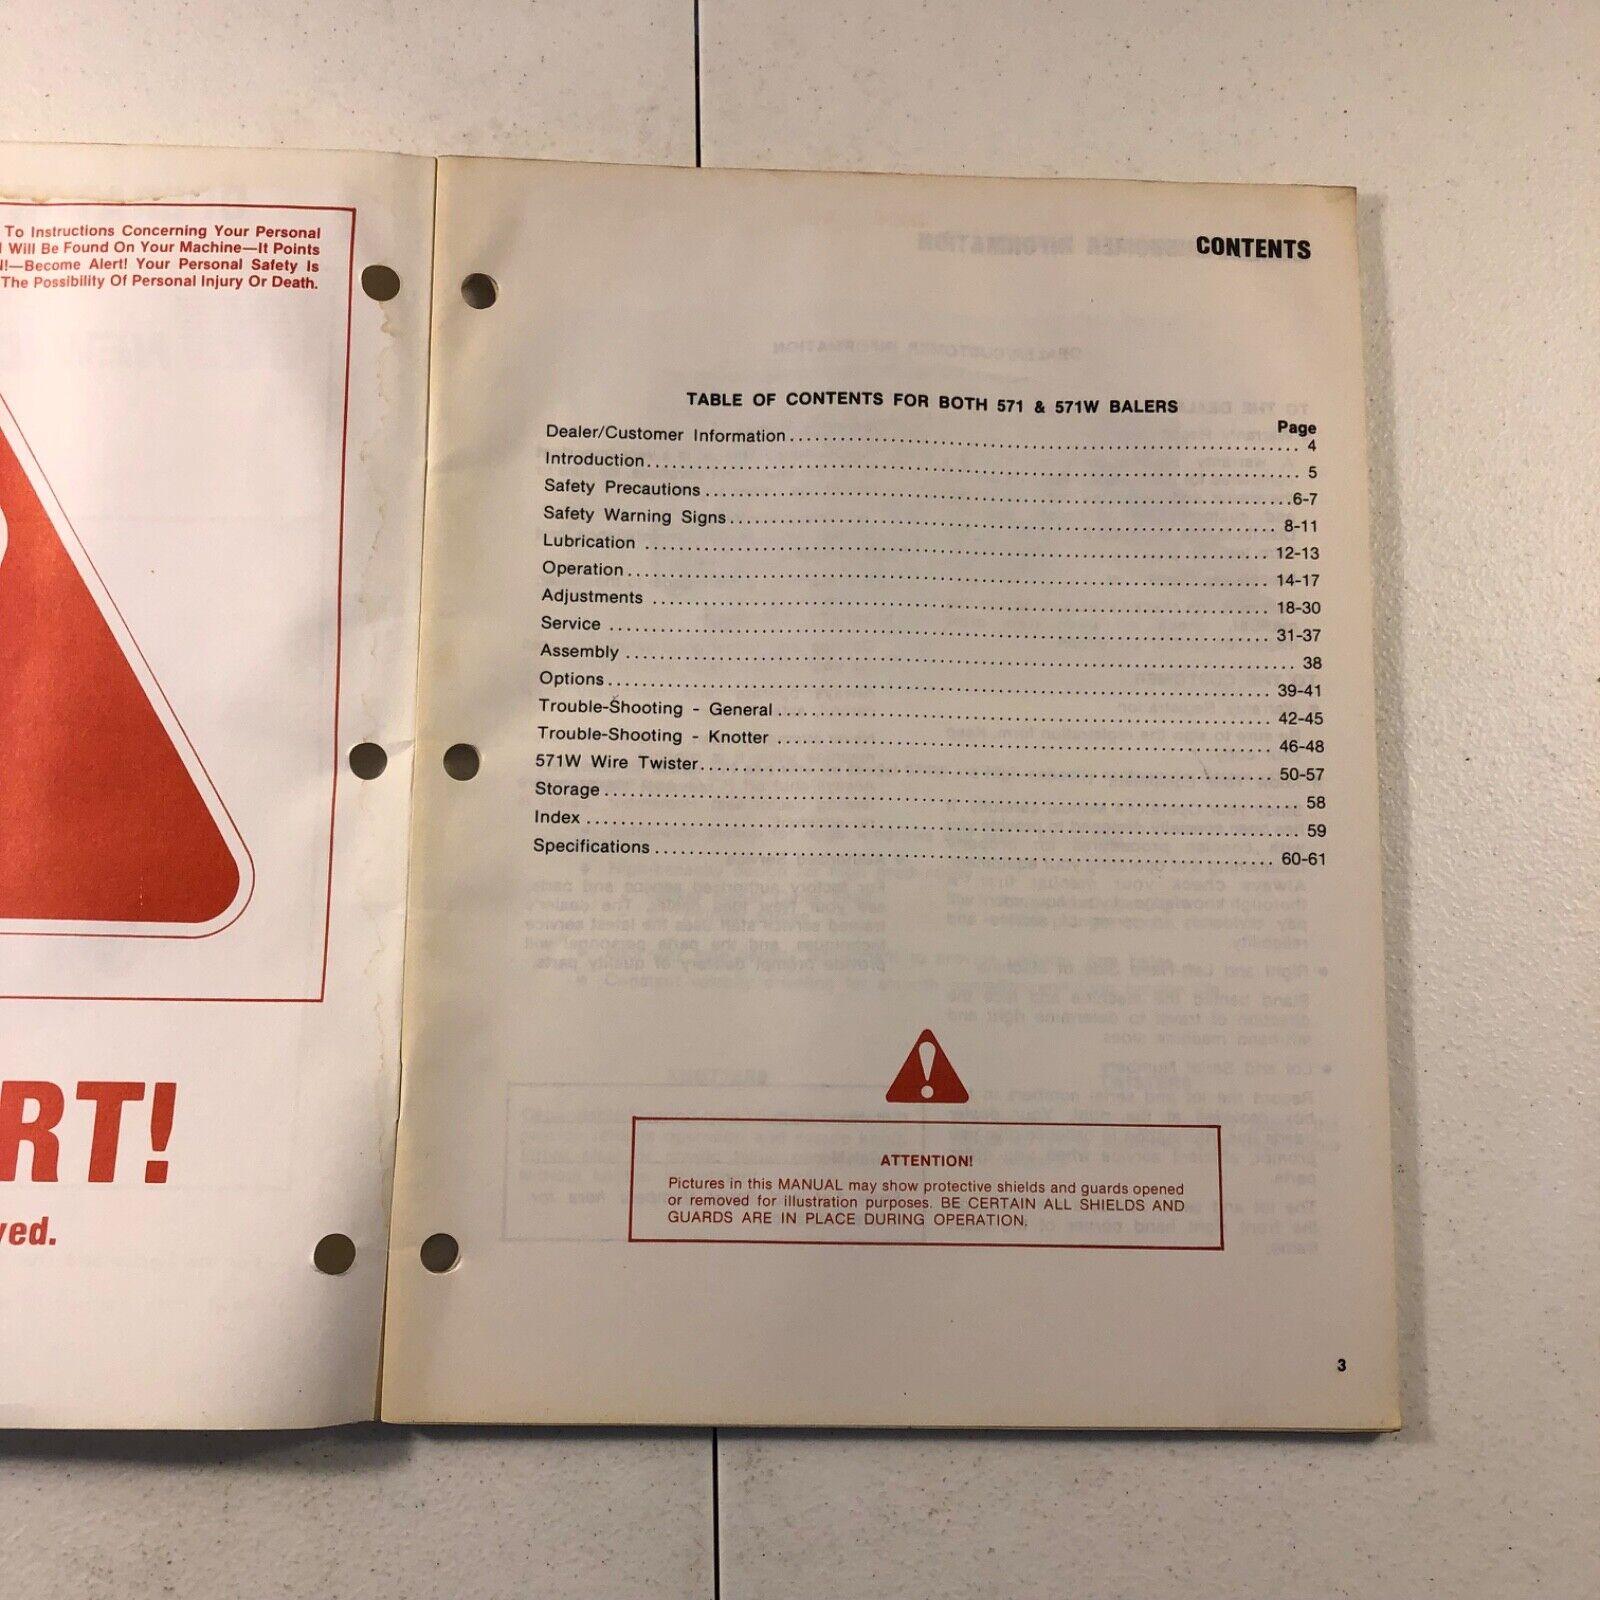 To Instructions Concerning Your Personal
Will Be Found On Your Machine—It Points
!—Become Alert! Your Personal Safety Is
The Possibility Of Personal Injury Or Death.
RT!
yed.
CONTENTS
TABLE OF CONTENTS FOR BOTH 571 & 571W BALERS
Page
Dealer/Customer Information 4
Introduction 5
Safety Precautions 6-7
Safety Warning Signs 8-11
Lubrication 12-13
Operation 14-17
Adjustments 18-30
Service 31-37
Assembly 38
Options 39-41
Trouble-Shooting - General 42-45
Trouble-Shooting - Knotter 46-48
571W Wire Twister 50-57
Storage 58
Index 59
Specifications 60-61
ATTENTION!
Pictures in this MANUAL may show protective shields and guards opened
or removed for illustration purposes. BE CERTAIN ALL SHIELDS AND
GUARDS ARE IN PLACE DURING OPERATION.
3